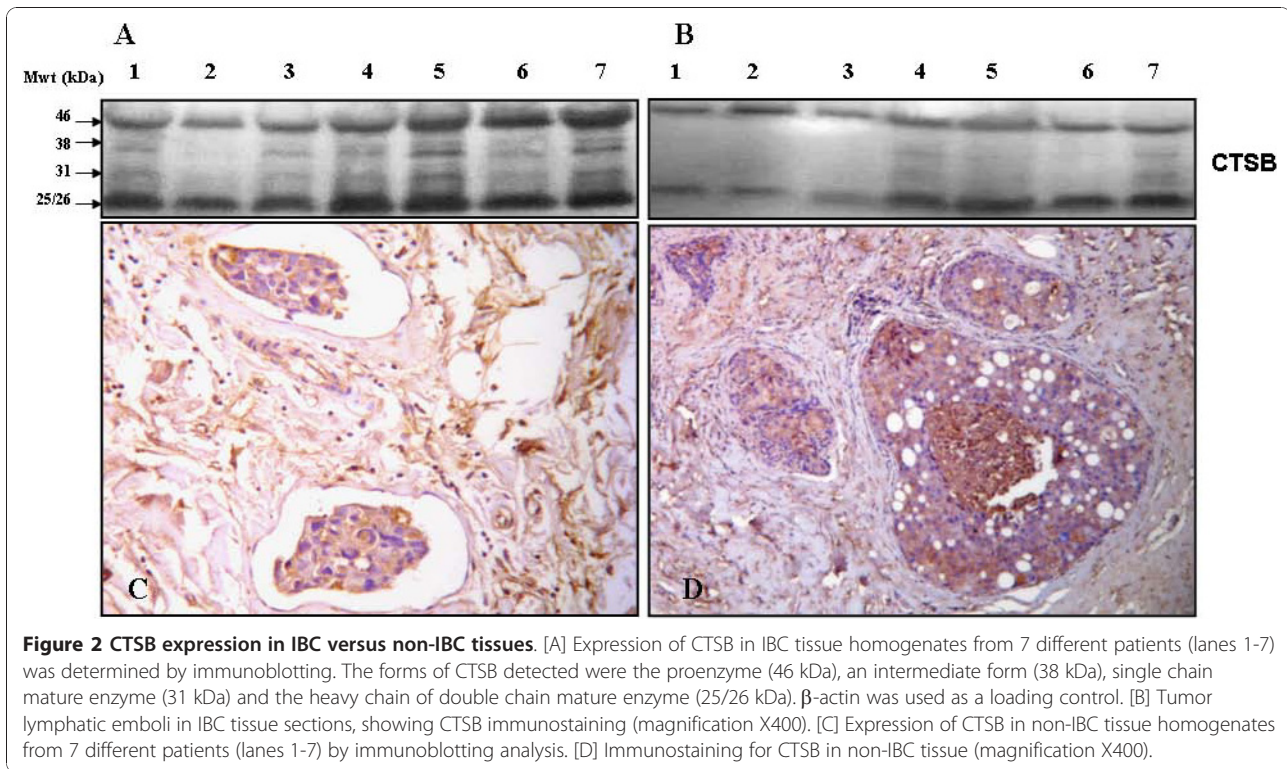 A B
Mwt (kDa) 1 2 3 4 5 6 7 1 2 3 4 5 6 7
46
38
31
25/26
CTSB
C D
Figure 2 CTSB expression in IBC versus non-IBC tissues. [A] Expression of CTSB in IBC tissue homogenates from 7 different patients (lanes 1-7)
was determined by immunoblotting. The forms of CTSB detected were the proenzyme (46 kDa), an intermediate form (38 kDa), single chain
mature enzyme (31 kDa) and the heavy chain of double chain mature enzyme (25/26 kDa). β-actin was used as a loading control. [B] Tumor
lymphatic emboli in IBC tissue sections, showing CTSB immunostaining (magnification X400). [C] Expression of CTSB in non-IBC tissue homogenates
from 7 different patients (lanes 1-7) by immunoblotting analysis. [D] Immunostaining for CTSB in non-IBC tissue (magnification X400).